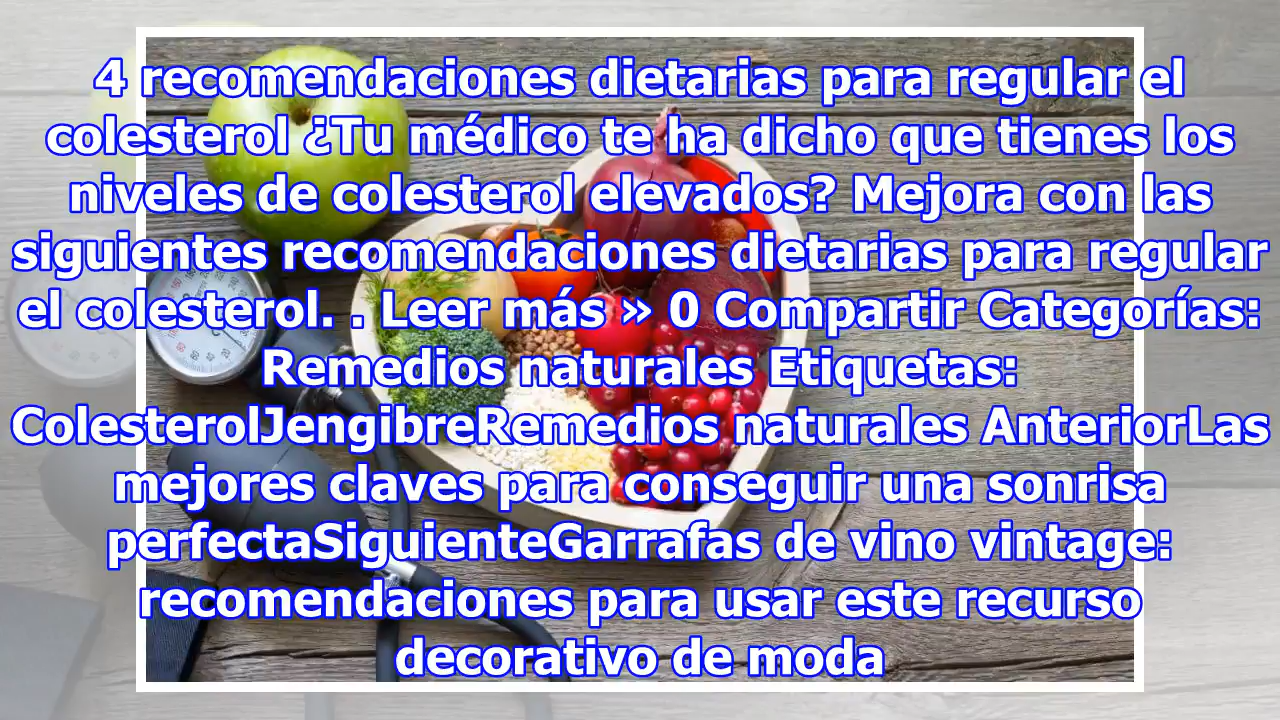 4 recomendaciones dietarias para regular el
colesterol ¿Tu médico te ha dicho que tienes los
niveles de colesterol elevados? Mejora con las
siguientes recomendaciones dietarias para regular
el colesterol. . Leer más » 0 Compartir Categorías:
Remedios naturales Etiquetas:
ColesterolJengibreRemedios naturales AnteriorLas
mejores claves para conseguir una sonrisa
perfectaSiguienteGarrafas de vino vintage:
recomendaciones para usar este recurso
decorativo de moda